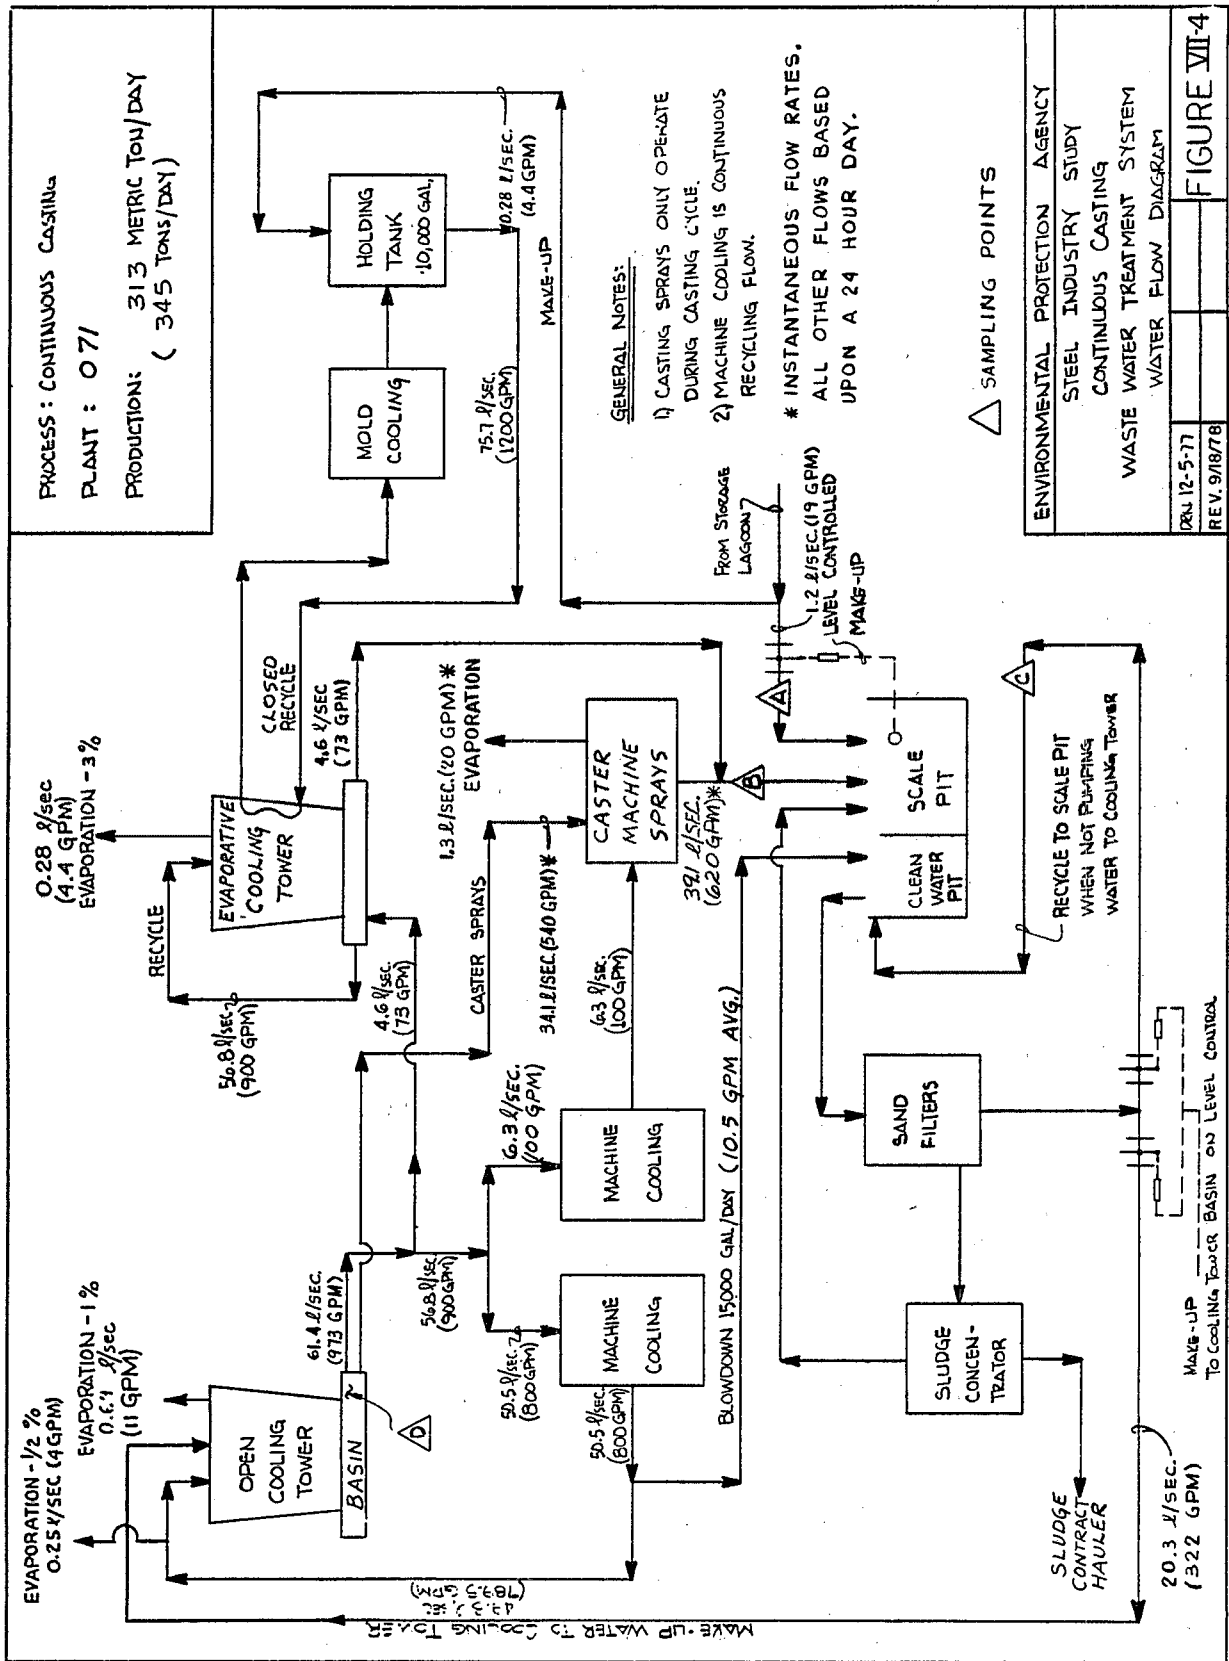 PROCESS: CONTINUOUS CASTING
PLANT : 071
PRODUCTION: 313 METRIC TON/DAY
( 345 TONS/DAY)
EVAPORATION - 1/2 %
0.25 l/SEC (4GPM)
EVAPORATION - 1%
l/sec
(11 GPM)
OPEN
COOLING
TOWER
BASIN
D
61.4 l/SEC.
(973 GPM)
0.28 l/sec
(4.4 GPM)
EVAPORATION - 3%
RECYCLE
EVAPORATIVE
COOLING
TOWER
56.8 l/SEC.
(900 GPM)
CLOSED
RECYCLE
4.6 l/SEC
(73 GPM)
4.6 l/SEC.
(73 GPM)
MOLD
COOLING
HOLDING
TANK
10,000 GAL.
75.7 l/SEC.
(1200 GPM)
0.28 l/SEC.
(4.4 GPM)
MAKE-UP
56.8 l/SEC.
(900 GPM)
50.5 l/SEC.
(800 GPM)
6.3 l/SEC.
(100 GPM)
MACHINE
COOLING
MACHINE
COOLING
50.5 l/SEC.
(800 GPM)
6.3 l/SEC.
(100 GPM)
CASTER SPRAYS
34.1 l/SEC. (540 GPM) *
1.3 l/SEC. (20 GPM) *
EVAPORATION
CASTER
MACHINE
SPRAYS
39.1 l/SEC.
(620 GPM)*
B
A
FROM STORAGE
LAGOON
1.2 l/SEC. (19 GPM)
LEVEL CONTROLLED
MAKE-UP
BLOWDOWN 15000 GAL/DAY (10.5 GPM AVG.)
CLEAN
WATER
PIT
SCALE
PIT
C
RECYCLE TO SCALE PIT
WHEN NOT PUMPING
WATER TO COOLING TOWER
SAND
FILTERS
SLUDGE
CONCEN-
TRATOR
SLUDGE
CONTRACT
HAULER
20.3 l/SEC.
(322 GPM)
MAKE-UP
TO COOLING TOWER BASIN ON LEVEL CONTROL
(789.5 GPM)
MAKE-UP WATER TO COOLING TOWER
GENERAL NOTES:
1) CASTING SPRAYS ONLY OPERATE
DURING CASTING CYCLE.
2) MACHINE COOLING IS CONTINUOUS
RECYCLING FLOW.
* INSTANTANEOUS FLOW RATES.
ALL OTHER FLOWS BASED
UPON A 24 HOUR DAY.
SAMPLING POINTS
ENVIRONMENTAL PROTECTION AGENCY
STEEL INDUSTRY STUDY
CONTINUOUS CASTING
WASTE WATER TREATMENT SYSTEM
WATER FLOW DIAGRAM
12-5-77
REV. 9/18/78
FIGURE VII-4